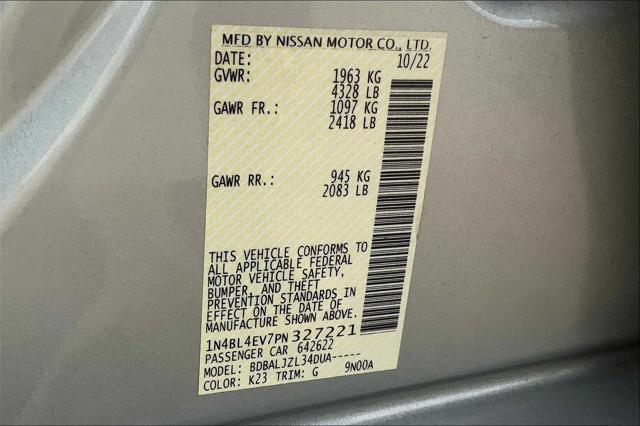 MFD BY NISSAN MOTOR CO., LTD.
DATE: 10/22
GVWR: 1963 KG
4328 LB
GAWR FR.: 1097 KG
2418 LB
GAWR RR.: 945 KG
2083 LB
THIS VEHICLE CONFORMS TO
ALL APPLICABLE FEDERAL
MOTOR VEHICLE SAFETY,
BUMPER, AND THEFT
PREVENTION STANDARDS IN
EFFECT ON THE DATE OF
MANUFACTURE SHOWN ABOVE.
1N4BL4EV7PN327221
PASSENGER CAR 642622
MODEL: BDBALJZL34DUA-----
COLOR: K23 TRIM: G 9N00A